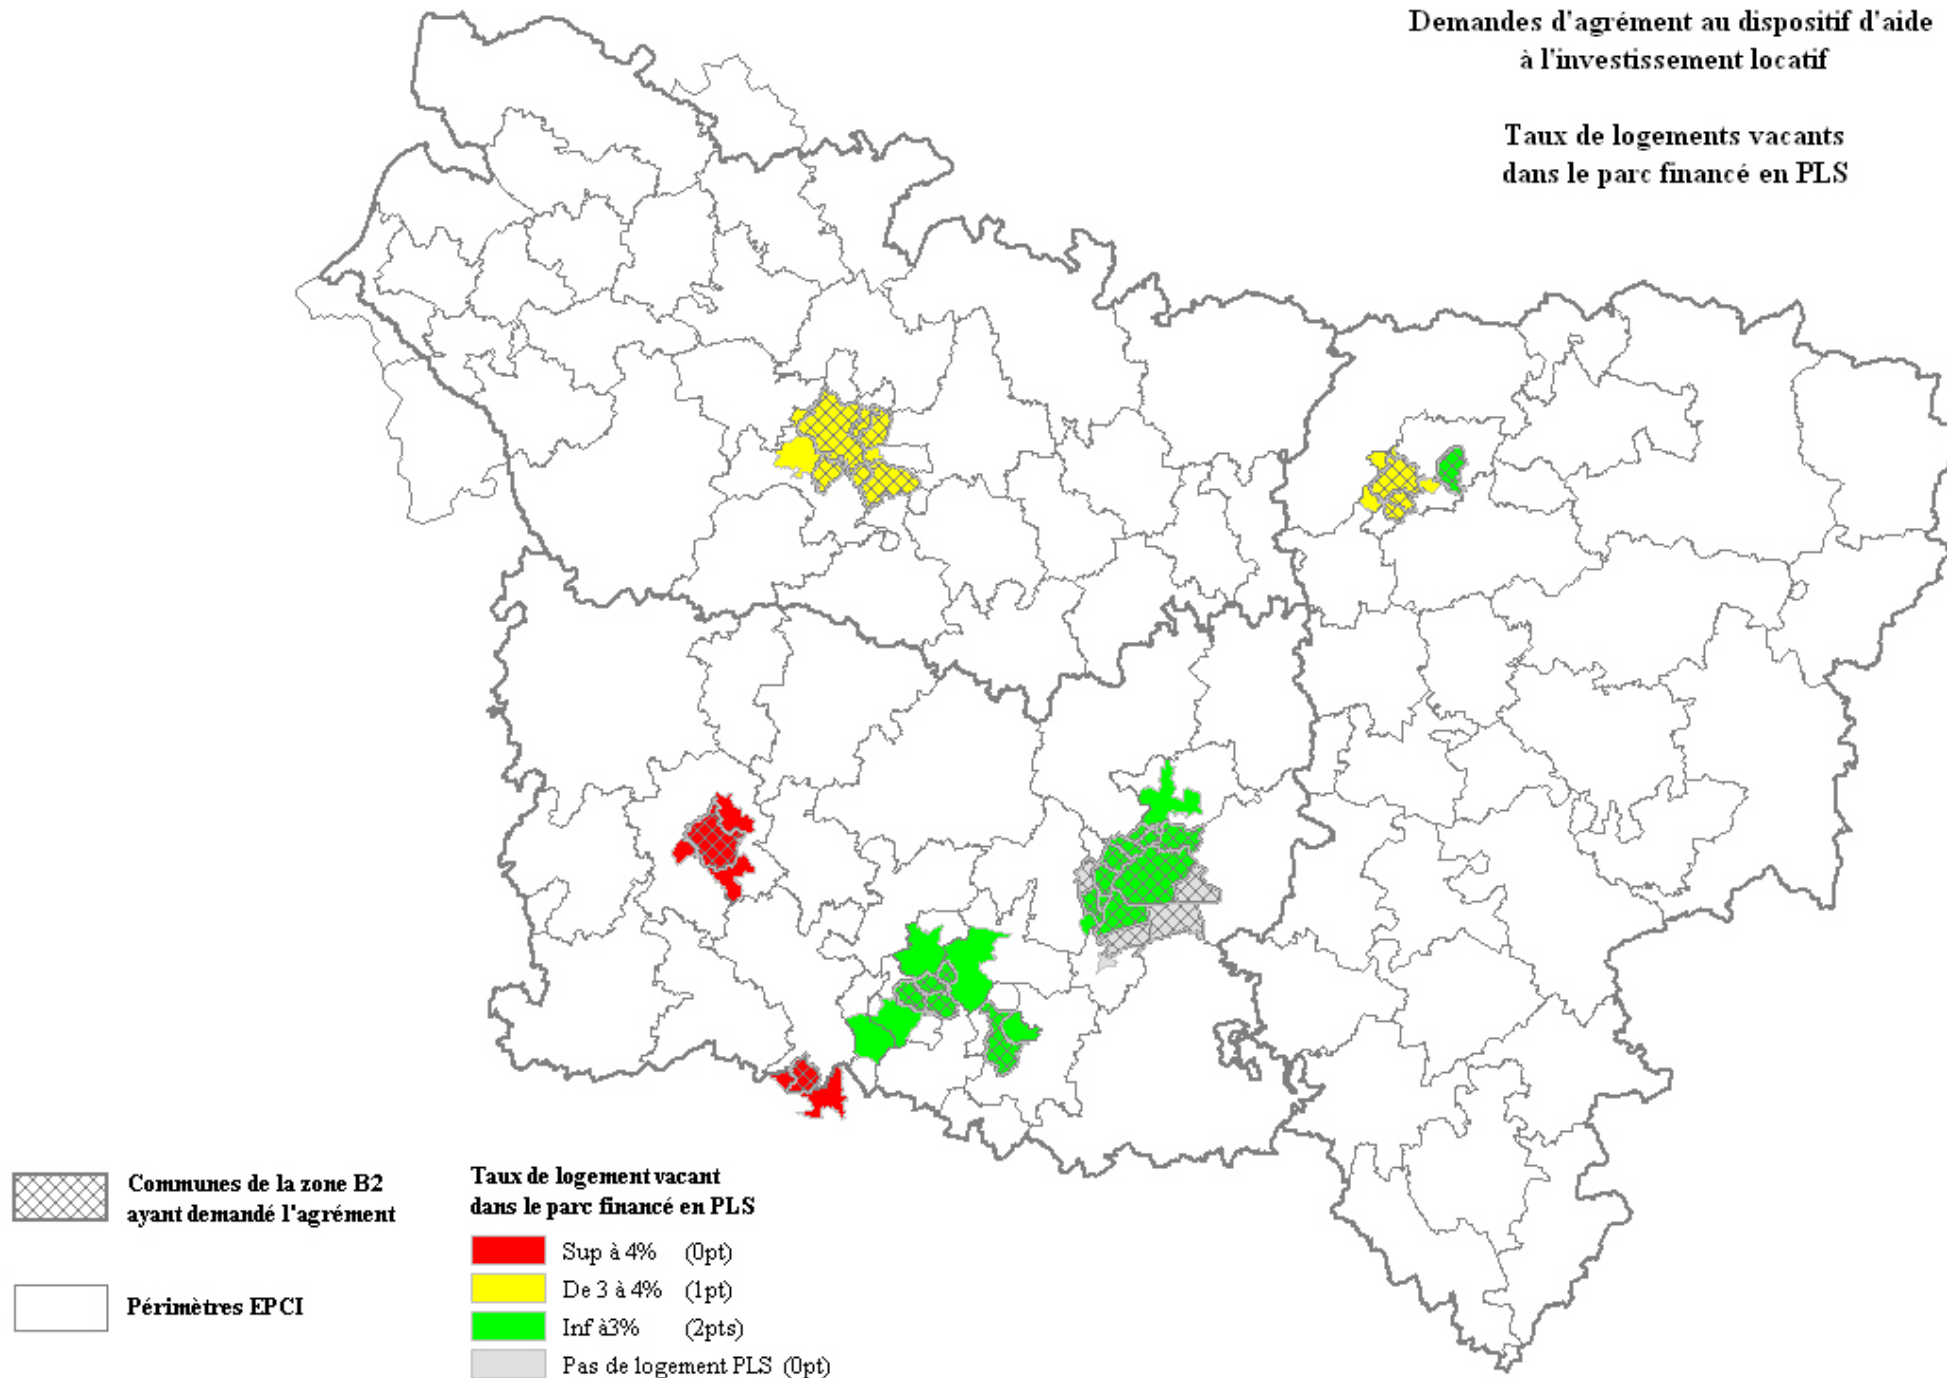 Demandes d'agrément au dispositif d'aide
à l'investissement locatif
Taux de logements vacants
dans le parc financé en PLS
Communes de la zone B2
ayant demandé l'agrément
Périmètres EPCI
Taux de logement vacant
dans le parc financé en PLS
Sup à 4% (0pt)
De 3 à 4% (1pt)
Inf à3% (2pts)
Pas de logement PLS (0pt)